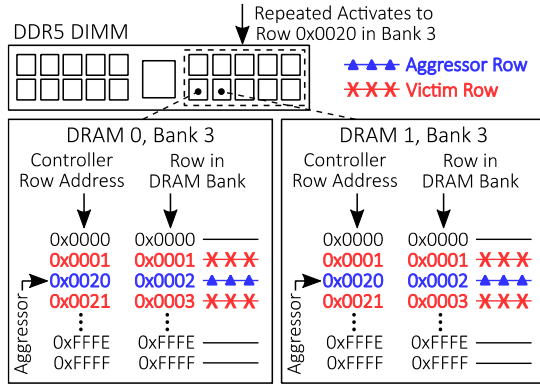 Repeated Activates to
Row 0x0020 in Bank 3
DDR5 DIMM
Aggressor Row
Victim Row
DRAM 0, Bank 3
Controller
Row Address
Row in
DRAM Bank
0x0000 0x0000
0x0001 0x0001
0x0020 0x0002
0x0021 0x0003
0xFFFE 0xFFFE
0xFFFF 0xFFFF
Aggressor
DRAM 1, Bank 3
Controller
Row Address
Row in
DRAM Bank
0x0000 0x0000
0x0001 0x0001
0x0020 0x0002
0x0021 0x0003
0xFFFE 0xFFFE
0xFFFF 0xFFFF
Aggressor